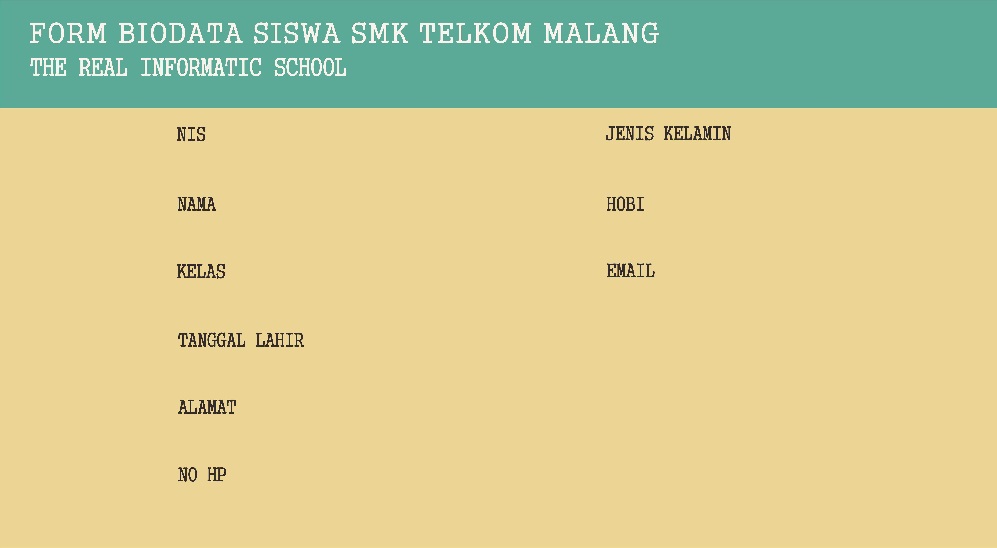 FORM BIODATA SISWA SMK TELKOM MALANG
THE REAL INFORMATIC SCHOOL
NIS
NAMA
KELAS
TANGGAL LAHIR
ALAMAT
NO HP
JENIS KELAMIN
HOBI
EMAIL